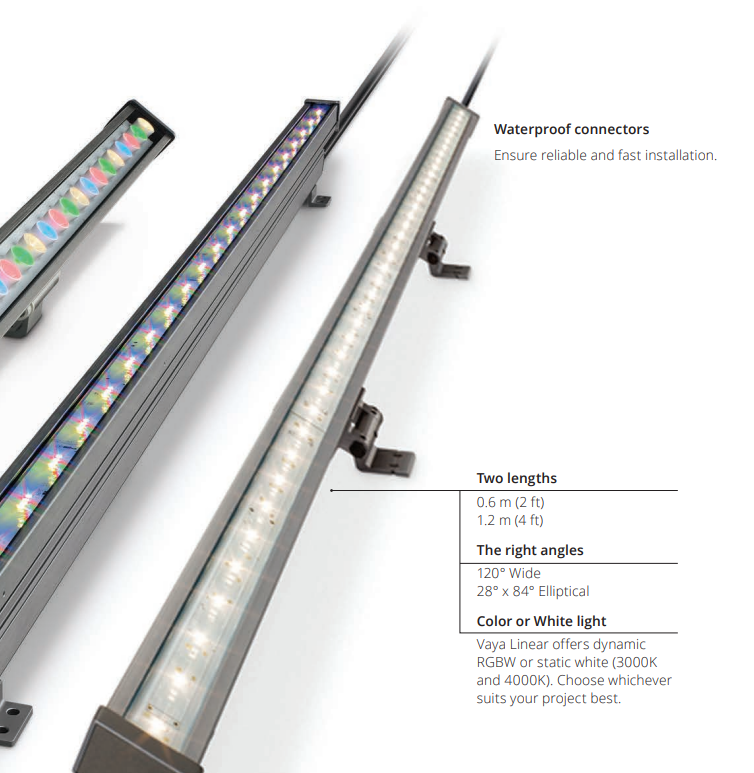 Waterproof connectors
Ensure reliable and fast installation.
Two lengths
0.6 m (2 ft)
1.2 m (4 ft)
The right angles
120° Wide
28° x 84° Elliptical
Color or White light
Vaya Linear offers dynamic
RGBW or static white (3000K
and 4000K). Choose whichever
suits your project best.